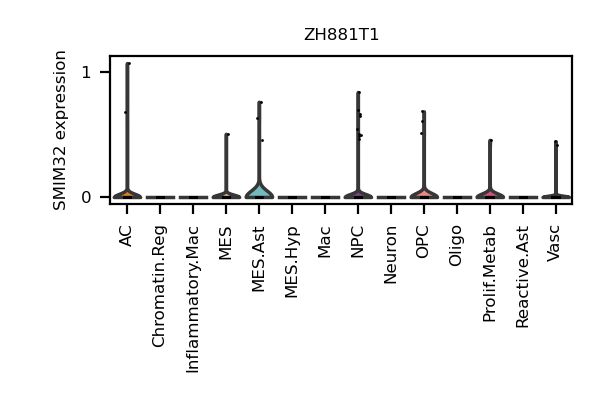 ZH881T1
SMIM32 expression
1
0
AC
Chromatin.Reg
Inflammatory.Mac
MES
MES.Ast
MES.Hyp
Mac
NPC
Neuron
OPC
Oligo
Prolif.Metab
Reactive.Ast
Vasc